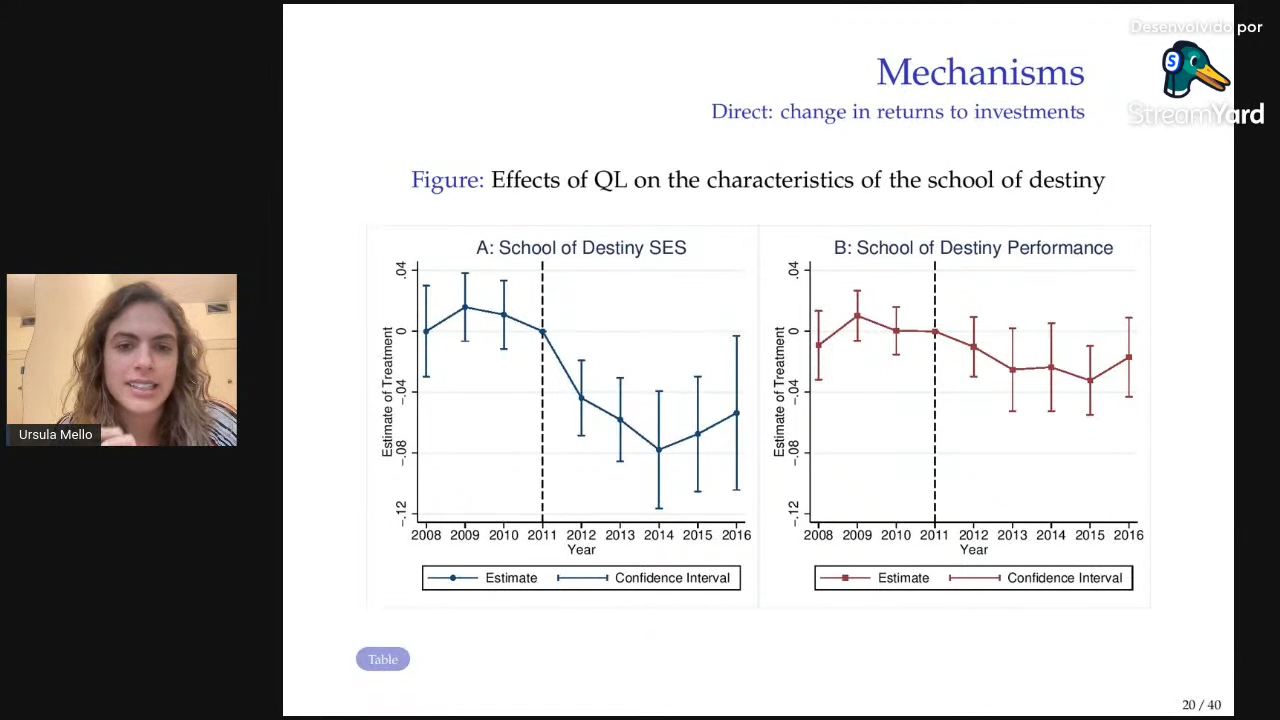 Desenvolvido por
StreamYard
Mechanisms
Direct: change in returns to investments
Figure: Effects of QL on the characteristics of the school of destiny
A: School of Destiny SES
Estimate of Treatment
.04
0
-.04
-.08
-.12
2008 2009 2010 2011 2012 2013 2014 2015 2016
Year
Estimate Confidence Interval
B: School of Destiny Performance
Estimate of Treatment
.04
0
-.04
-.08
-.12
2008 2009 2010 2011 2012 2013 2014 2015 2016
Year
Estimate Confidence Interval
Ursula Mello
Table
20 / 40